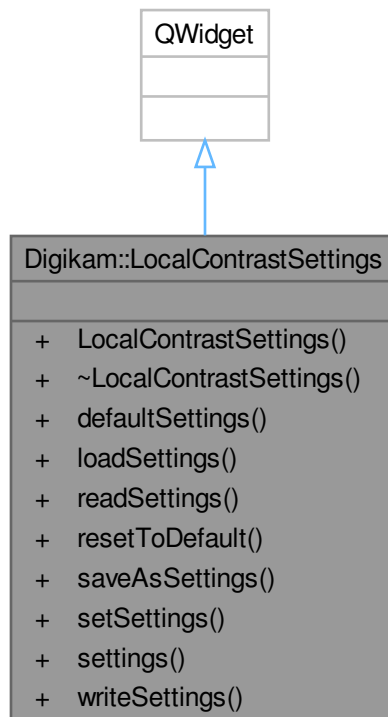 QWidget
Digikam::LocalContrastSettings
+ LocalContrastSettings()
+ ~LocalContrastSettings()
+ defaultSettings()
+ loadSettings()
+ readSettings()
+ resetToDefault()
+ saveAsSettings()
+ setSettings()
+ settings()
+ writeSettings()